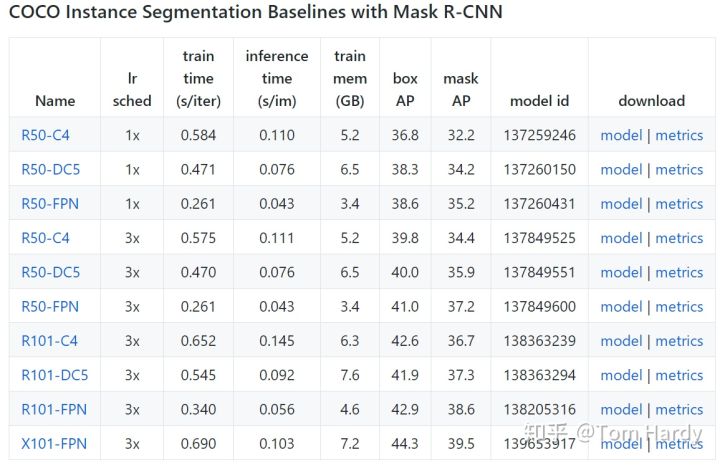 COCO Instance Segmentation Baselines with Mask R-CNN
Name lr sched train time (s/iter) inference time (s/im) train mem (GB) box AP mask AP model id download
R50-C4 1x 0.584 0.110 5.2 36.8 32.2 137259246 model | metrics
R50-DC5 1x 0.471 0.076 6.5 38.3 34.2 137260150 model | metrics
R50-FPN 1x 0.261 0.043 3.4 38.6 35.2 137260431 model | metrics
R50-C4 3x 0.575 0.111 5.2 39.8 34.4 137849525 model | metrics
R50-DC5 3x 0.470 0.076 6.5 40.0 35.9 137849551 model | metrics
R50-FPN 3x 0.261 0.043 3.4 41.0 37.2 137849600 model | metrics
R101-C4 3x 0.652 0.145 6.3 42.6 36.7 138363239 model | metrics
R101-DC5 3x 0.545 0.092 7.6 41.9 37.3 138363294 model | metrics
R101-FPN 3x 0.340 0.056 4.6 42.9 38.6 138205316 model | metrics
X101-FPN 3x 0.690 0.103 7.2 44.3 39.5 139653917 model | metrics
知乎 @Tom Hardy